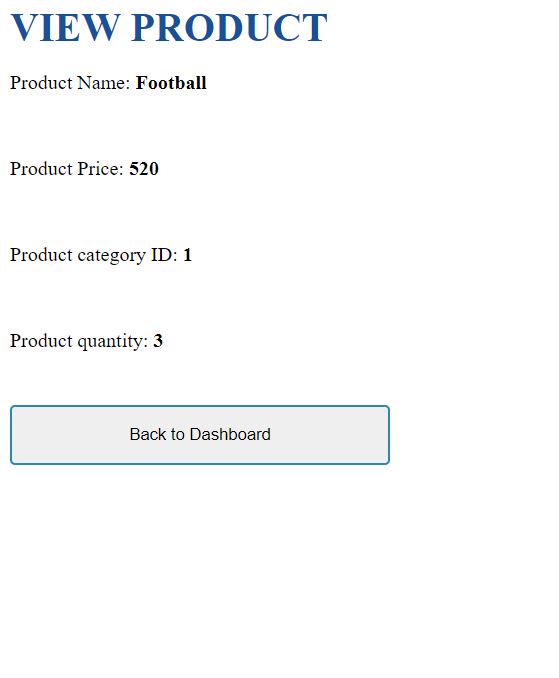 VIEW PRODUCT
Product Name: Football
Product Price: 520
Product category ID: 1
Product quantity: 3
Back to Dashboard